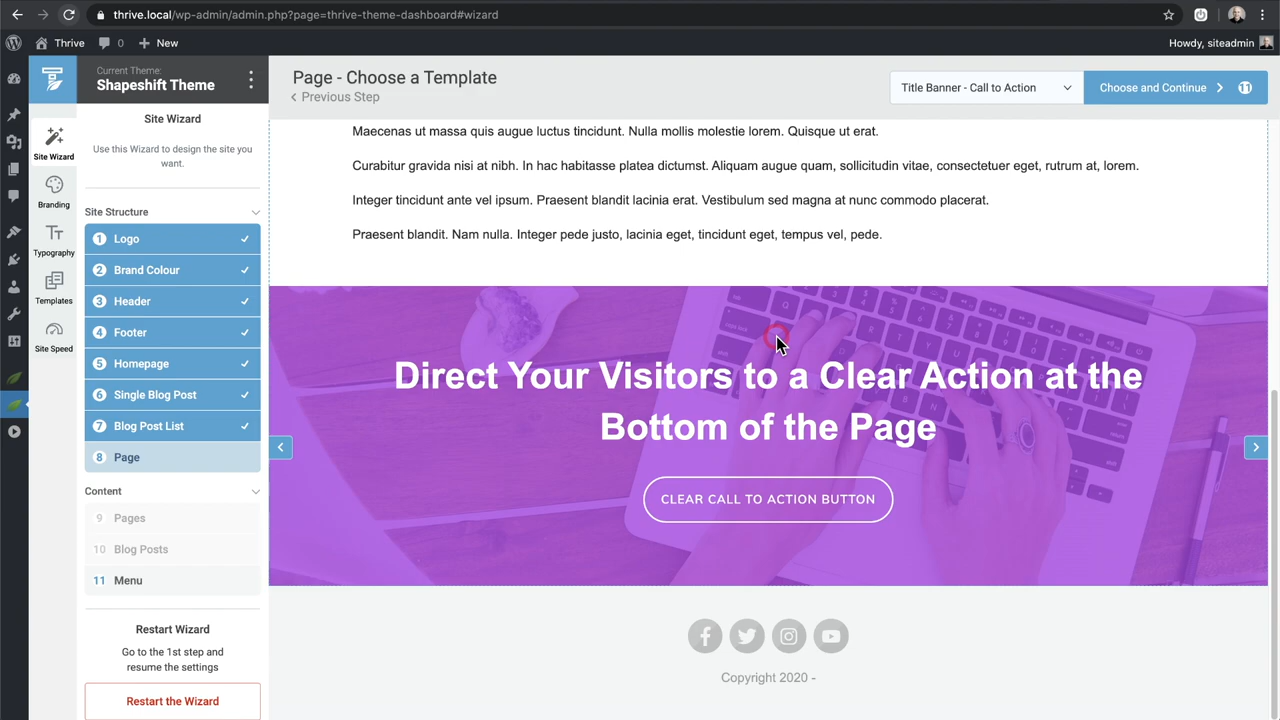 thrive.local/wp-admin/admin.php?page=thrive-theme-dashboard#wizard
Thrive
0
New
Howdy, siteadmin
Current Theme:
Shapeshift Theme
Page - Choose a Template
Previous Step
Title Banner - Call to Action
Choose and Continue
Site Wizard
Branding
Typography
Templates
Site Speed
Site Wizard
Use this Wizard to design the site you
want.
Site Structure
1 Logo
2 Brand Colour
3 Header
4 Footer
5 Homepage
6 Single Blog Post
7 Blog Post List
8 Page
Content
9 Pages
10 Blog Posts
11 Menu
Restart Wizard
Go to the 1st step and
resume the settings
Restart the Wizard
Maecenas ut massa quis augue luctus tincidunt. Nulla mollis molestie lorem. Quisque ut erat.
Curabitur gravida nisi at nibh. In hac habitasse platea dictumst. Aliquam augue quam, sollicitudin vitae, consectetuer eget, rutrum at, lorem.
Integer tincidunt ante vel ipsum. Praesent blandit lacinia erat. Vestibulum sed magna at nunc commodo placerat.
Praesent blandit. Nam nulla. Integer pede justo, lacinia eget, tincidunt eget, tempus vel, pede.
Direct Your Visitors to a Clear Action at the
Bottom of the Page
CLEAR CALL TO ACTION BUTTON
Copyright 2020 -